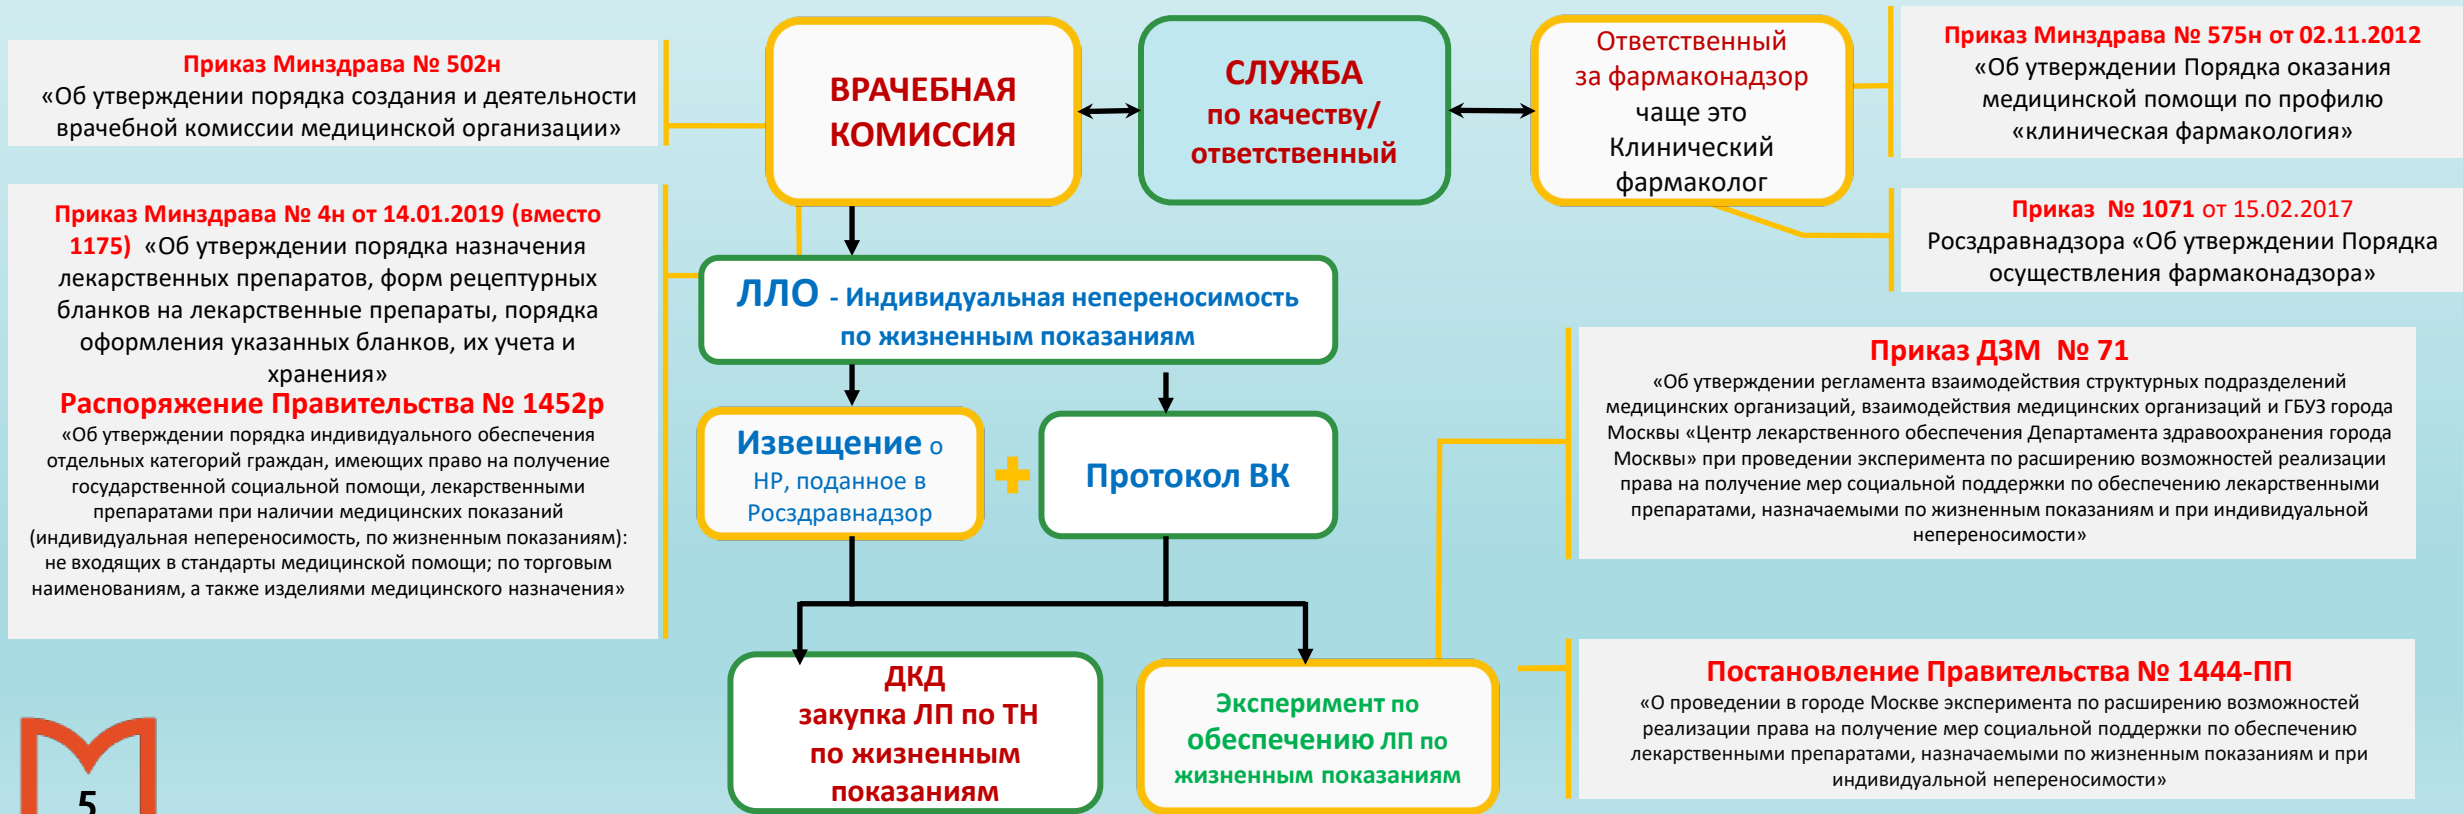 Приказ Минздрава № 502н
«Об утверждении порядка создания и деятельности
врачебной комиссии медицинской организации»
ВРАЧЕБНАЯ
КОМИССИЯ
СЛУЖБА
по качеству/
ответственный
Ответственный
за фармаконадзор
чаще это
Клинический
фармаколог
Приказ Минздрава № 575н от 02.11.2012
«Об утверждении Порядка оказания
медицинской помощи по профилю
«клиническая фармакология»
Приказ № 1071 от 15.02.2017
Росздравнадзора «Об утверждении Порядка
осуществления фармаконадзора»
Приказ Минздрава № 4н от 14.01.2019 (вместо
1175) «Об утверждении порядка назначения
лекарственных препаратов, форм рецептурных
бланков на лекарственные препараты, порядка
оформления указанных бланков, их учета и
хранения»
Распоряжение Правительства № 1452р
«Об утверждении порядка индивидуального обеспечения
отдельных категорий граждан, имеющих право на получение
государственной социальной помощи, лекарственными
препаратами при наличии медицинских показаний
(индивидуальная непереносимость, по жизненным показаниям):
не входящих в стандарты медицинской помощи; по торговым
наименованиям, а также изделиями медицинского назначения»
ЛЛО - Индивидуальная непереносимость
по жизненным показаниям
Извещение о
НР, поданное в
Росздравнадзор
Протокол ВК
Приказ ДЗМ № 71
«Об утверждении регламента взаимодействия структурных подразделений
медицинских организаций, взаимодействия медицинских организаций и ГБУЗ города
Москвы «Центр лекарственного обеспечения Департамента здравоохранения города
Москвы» при проведении эксперимента по расширению возможностей реализации
права на получение мер социальной поддержки по обеспечению лекарственными
препаратами, назначаемыми по жизненным показаниям и при индивидуальной
непереносимости»
ДКД
закупка ЛП по ТН
по жизненным
показаниям
Эксперимент по
обеспечению ЛП по
жизненным показаниям
Постановление Правительства № 1444-ПП
«О проведении в городе Москве эксперимента по расширению возможностей
реализации права на получение мер социальной поддержки по обеспечению
лекарственными препаратами, назначаемыми по жизненным показаниям и при
индивидуальной непереносимости»
5